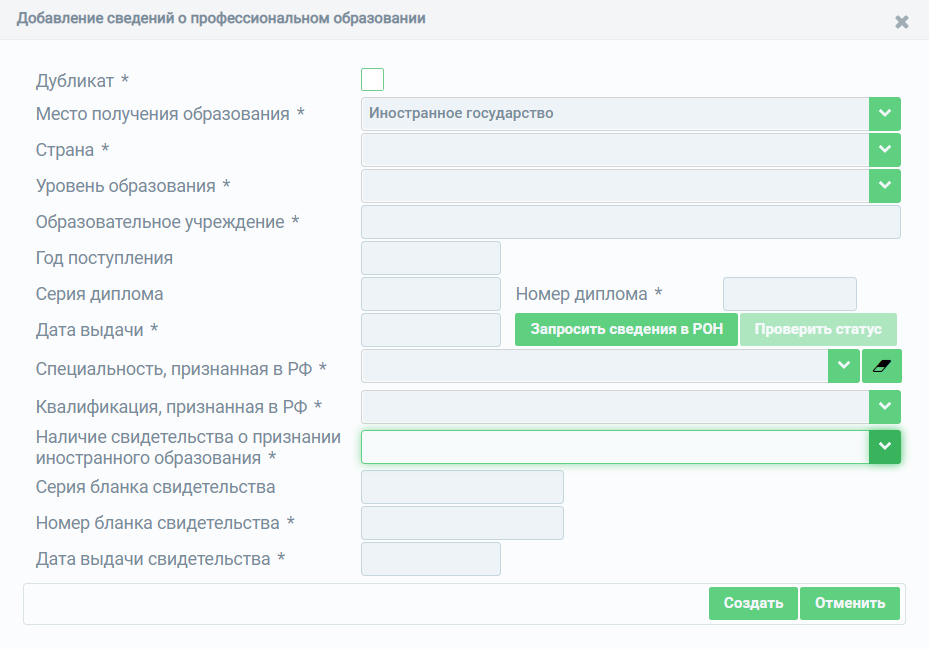 Добавление сведений о профессиональном образовании
Дубликат *
Место получения образования * Иностранное государство
Страна *
Уровень образования *
Образовательное учреждение *
Год поступления
Серия диплома Номер диплома *
Дата выдачи * Запросить сведения в РОН Проверить статус
Специальность, признанная в РФ *
Квалификация, признанная в РФ *
Наличие свидетельства о признании
иностранного образования *
Серия бланка свидетельства
Номер бланка свидетельства *
Дата выдачи свидетельства *
Создать Отменить